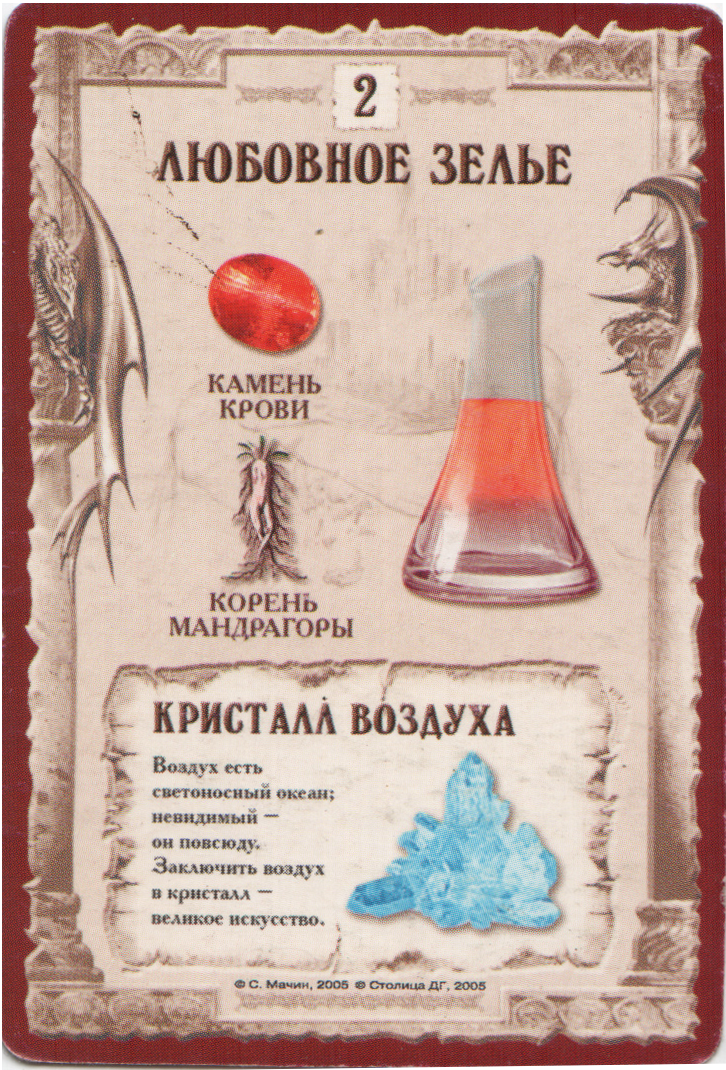 2
ЛЮБОВНОЕ ЗЕЛЬЕ
КАМЕНЬ
КРОВИ
КОРЕНЬ
МАНДРАГОРЫ
КРИСТАЛЛ ВОЗДУХА
Воздух есть
светоносный океан;
невидимый —
он повсюду.
Заключить воздух
в кристалл —
великое искусство.
© С. Мачин, 2005 © Столица ДГ, 2005